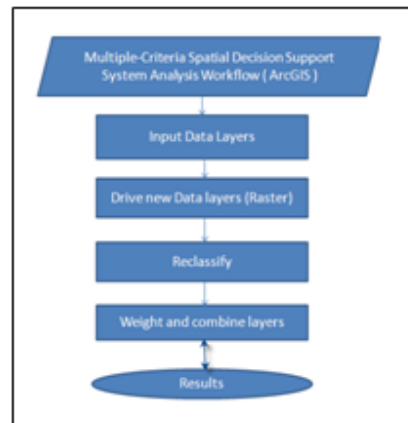 Multiple-Criteria Spatial Decision Support
System Analysis Workflow ( ArcGIS )
Input Data Layers
Drive new Data layers (Raster)
Reclassify
Weight and combine layers
Results